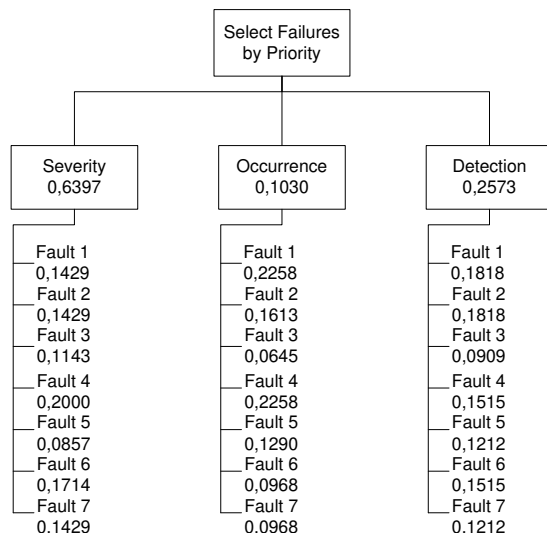 Select Failures
by Priority
Severity
0,6397
Occurrence
0,1030
Detection
0,2573
Fault 1
0,1429
Fault 2
0,1429
Fault 3
0,1143
Fault 4
0,2000
Fault 5
0,0857
Fault 6
0,1714
Fault 7
0,1429
Fault 1
0,2258
Fault 2
0,1613
Fault 3
0,0645
Fault 4
0,2258
Fault 5
0,1290
Fault 6
0,0968
Fault 7
0,0968
Fault 1
0,1818
Fault 2
0,1818
Fault 3
0,0909
Fault 4
0,1515
Fault 5
0,1212
Fault 6
0,1515
Fault 7
0,1212